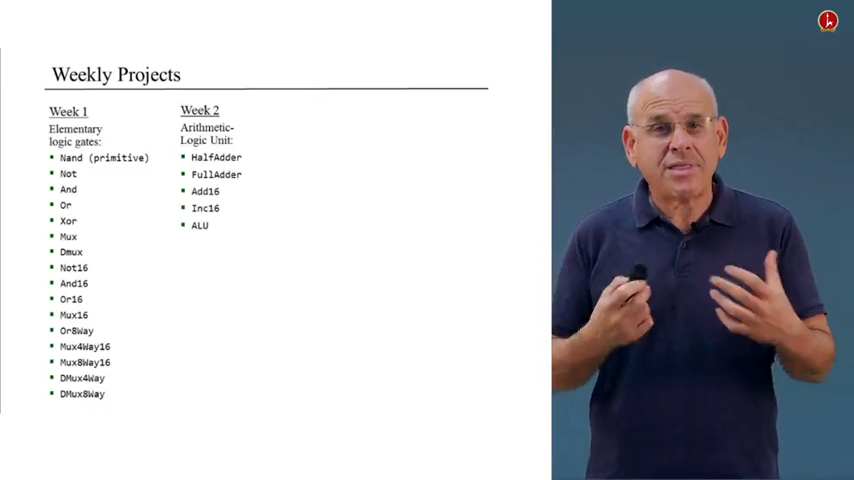 Weekly Projects
Week 1
Elementary
logic gates:
Nand (primitive)
Not
And
Or
Xor
Mux
Dmux
Not16
And16
Or16
Mux16
Or8Way
Mux4Way16
Mux8Way16
DMux4Way
DMux8Way
Week 2
Arithmetic-
Logic Unit:
HalfAdder
FullAdder
Add16
Inc16
ALU